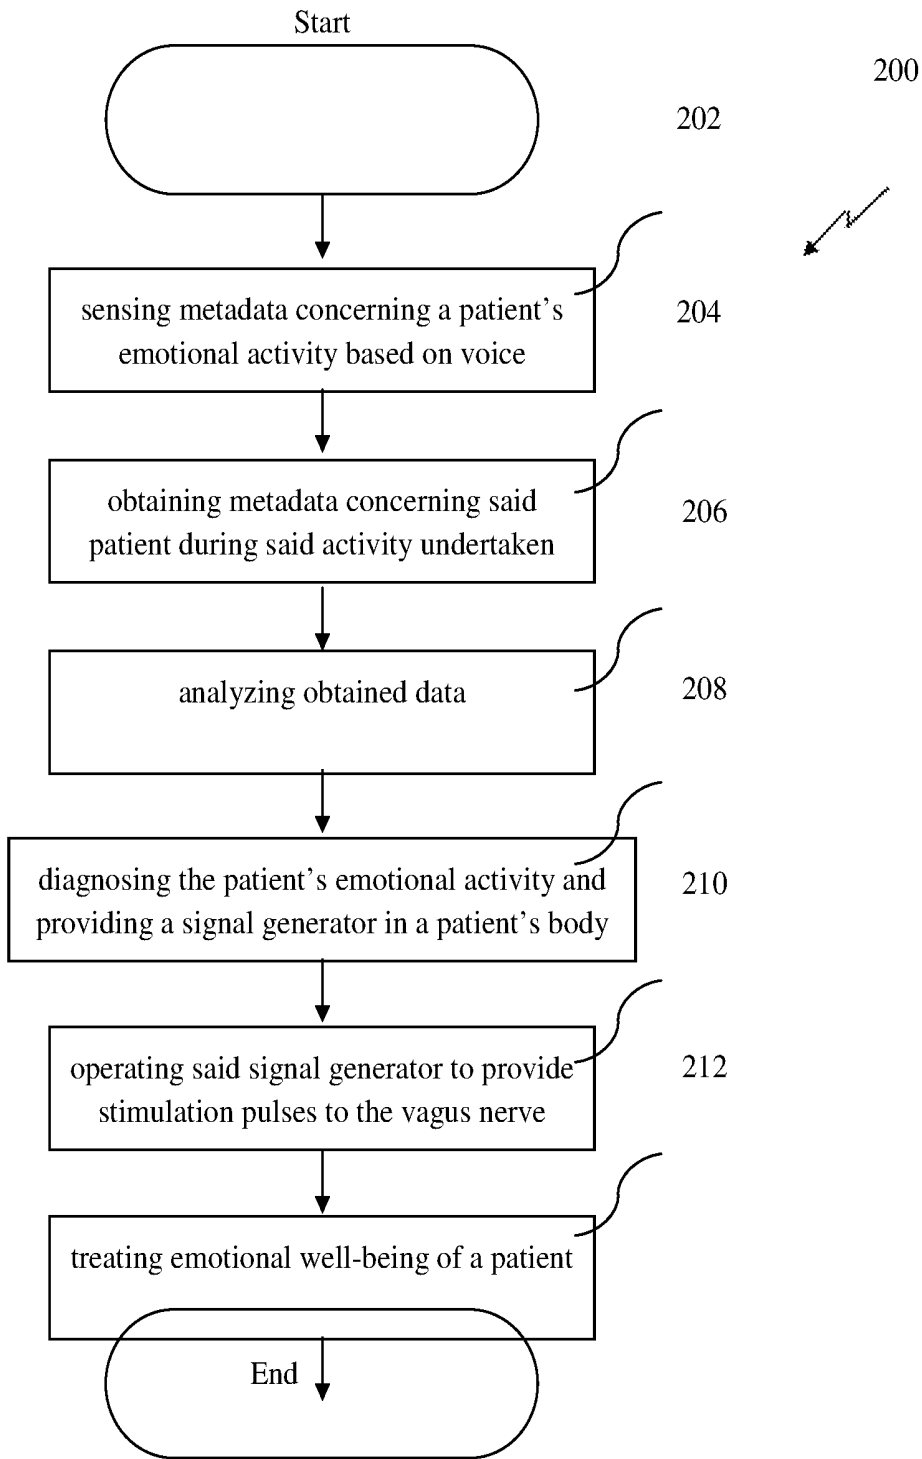 Start
200
202
sensing metadata concerning a patient's
emotional activity based on voice
204
obtaining metadata concerning said
patient during said activity undertaken
206
analyzing obtained data
208
diagnosing the patient's emotional activity and
providing a signal generator in a patient's body
210
operating said signal generator to provide
stimulation pulses to the vagus nerve
212
treating emotional well-being of a patient
End